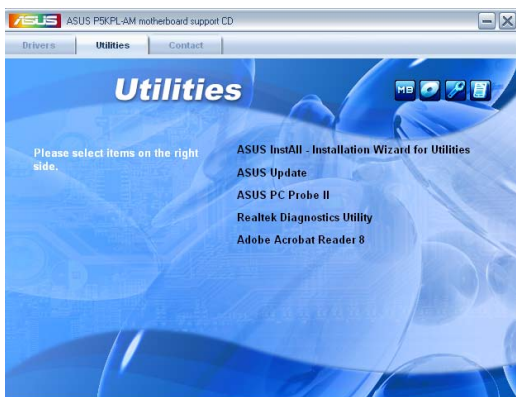 ASUS ASUS P5KPL-AM motherboard support CD
Drivers Utilities Contact
Utilities
MB
Please select items on the right
side.
ASUS InstAll - Installation Wizard for Utilities
ASUS Update
ASUS PC Probe II
Realtek Diagnostics Utility
Adobe Acrobat Reader 8